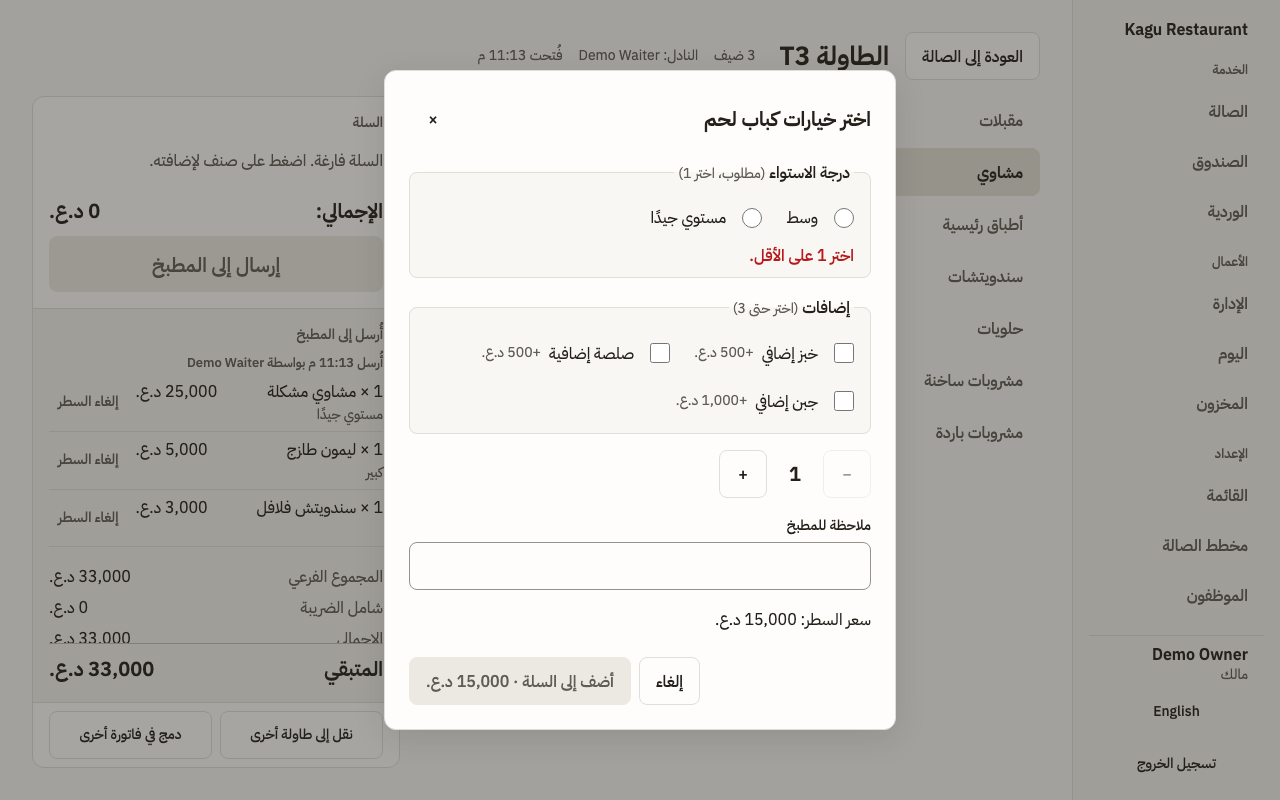 Kagu Restaurant
الخدمة
الصالة
الصندوق
الوردية
الأعمال
الإدارة
اليوم
المخزون
الإعداد
القائمة
مخطط الصالة
الموظفون
Demo Owner
مالك
English
تسجيل الخروج
العودة إلى الصالة
الطاولة T3
3 ضيف
النادل: Demo Waiter
فُتحت 11:13 م
مقبلات
مشاوي
أطباق رئيسية
سندويتشات
حلويات
مشروبات ساخنة
مشروبات باردة
اختر خيارات كباب لحم
×
درجة الاستواء (مطلوب، اختر 1)
وسط
مستوي جيدًا
اختر 1 على الأقل.
إضافات (اختر حتى 3)
خبز إضافي +500 د.ع.
صلصة إضافية +500 د.ع.
جبن إضافي +1,000 د.ع.
− 1 +
ملاحظة للمطبخ
سعر السطر: 15,000 د.ع.
إلغاء
أضف إلى السلة · 15,000 د.ع.
السلة
السلة فارغة. اضغط على صنف لإضافته.
الإجمالي: 0 د.ع.
إرسال إلى المطبخ
أُرسل إلى المطبخ
أُرسل 11:13 م بواسطة Demo Waiter
1 × مشاوي مشكلة 25,000 د.ع. إلغاء السطر
مستوي جيدًا
1 × ليمون طازج 5,000 د.ع. إلغاء السطر
كبير
1 × سندويتش فلافل 3,000 د.ع. إلغاء السطر
المجموع الفرعي 33,000 د.ع.
شامل الضريبة 0 د.ع.
الإجمالي 33,000 د.ع.
المتبقي 33,000 د.ع.
نقل إلى طاولة أخرى
دمج في فاتورة أخرى